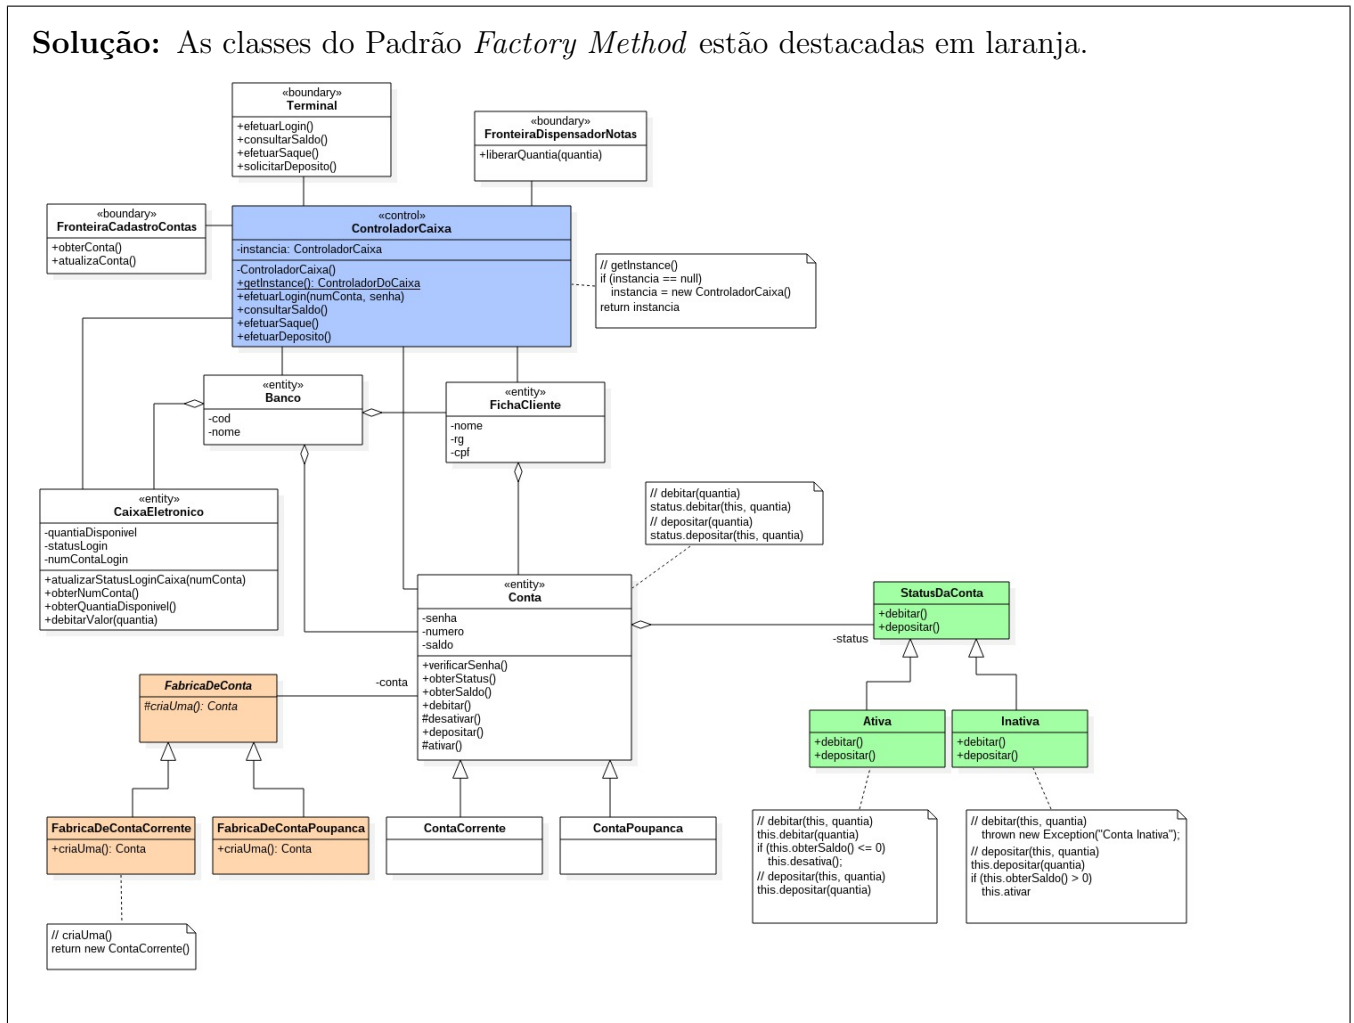 Solução: As classes do Padrão Factory Method estão destacadas em laranja.
«boundary»
Terminal
+efetuarLogin()
+consultarSaldo()
+efetuarSaque()
+solicitarDeposito()
«boundary»
FronteiraDispensadorNotas
+liberarQuantia(quantia)
«boundary»
FronteiraCadastroContas
+obterConta()
+atualizaConta()
«control»
ControladorCaixa
-instancia: ControladorCaixa
-ControladorCaixa()
+getInstance(): ControladorDoCaixa
+efetuarLogin(numConta, senha)
+consultarSaldo()
+efetuarSaque()
+efetuarDeposito()
// getInstance()
if (instancia == null)
instancia = new ControladorCaixa()
return instancia
«entity»
Banco
-cod
-nome
«entity»
FichaCliente
-nome
-rg
-cpf
«entity»
CaixaEletronico
-quantiaDisponivel
-statusLogin
-numContaLogin
+atualizarStatusLoginCaixa(numConta)
+obterNumConta()
+obterQuantiaDisponivel()
+debitarValor(quantia)
// debitar(quantia)
status.debitar(this, quantia)
// depositar(quantia)
status.depositar(this, quantia)
«entity»
Conta
-senha
-numero
-saldo
+verificarSenha()
+obterStatus()
+obterSaldo()
+debitar()
#desativar()
+depositar()
#ativar()
StatusDaConta
+debitar()
+depositar()
-status
-conta
FabricaDeConta
#criaUma(): Conta
Ativa
+debitar()
+depositar()
Inativa
+debitar()
+depositar()
FabricaDeContaCorrente
+criaUma(): Conta
FabricaDeContaPoupanca
+criaUma(): Conta
ContaCorrente
ContaPoupanca
// debitar(this, quantia)
this.debitar(quantia)
if (this.obterSaldo() <= 0)
this.desativa();
// depositar(this, quantia)
this.depositar(quantia)
// debitar(this, quantia)
thrown new Exception("Conta Inativa");
// depositar(this, quantia)
this.depositar(quantia)
if (this.obterSaldo() > 0)
this.ativar
// criaUma()
return new ContaCorrente()